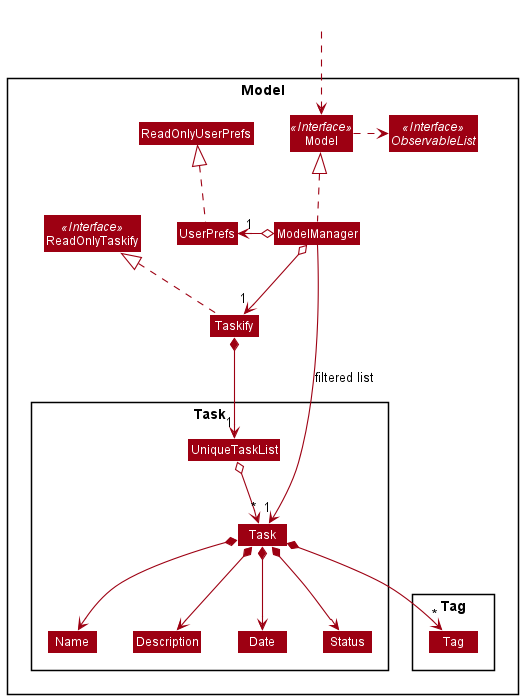 Model
«Interface»
Model
«Interface»
ObservableList
ReadOnlyUserPrefs
«Interface»
ReadOnlyTaskify
UserPrefs
1
ModelManager
1
Taskify
filtered list
Task
1
UniqueTaskList
*
1
Task
Name
Description
Date
Status
Tag
*
Tag